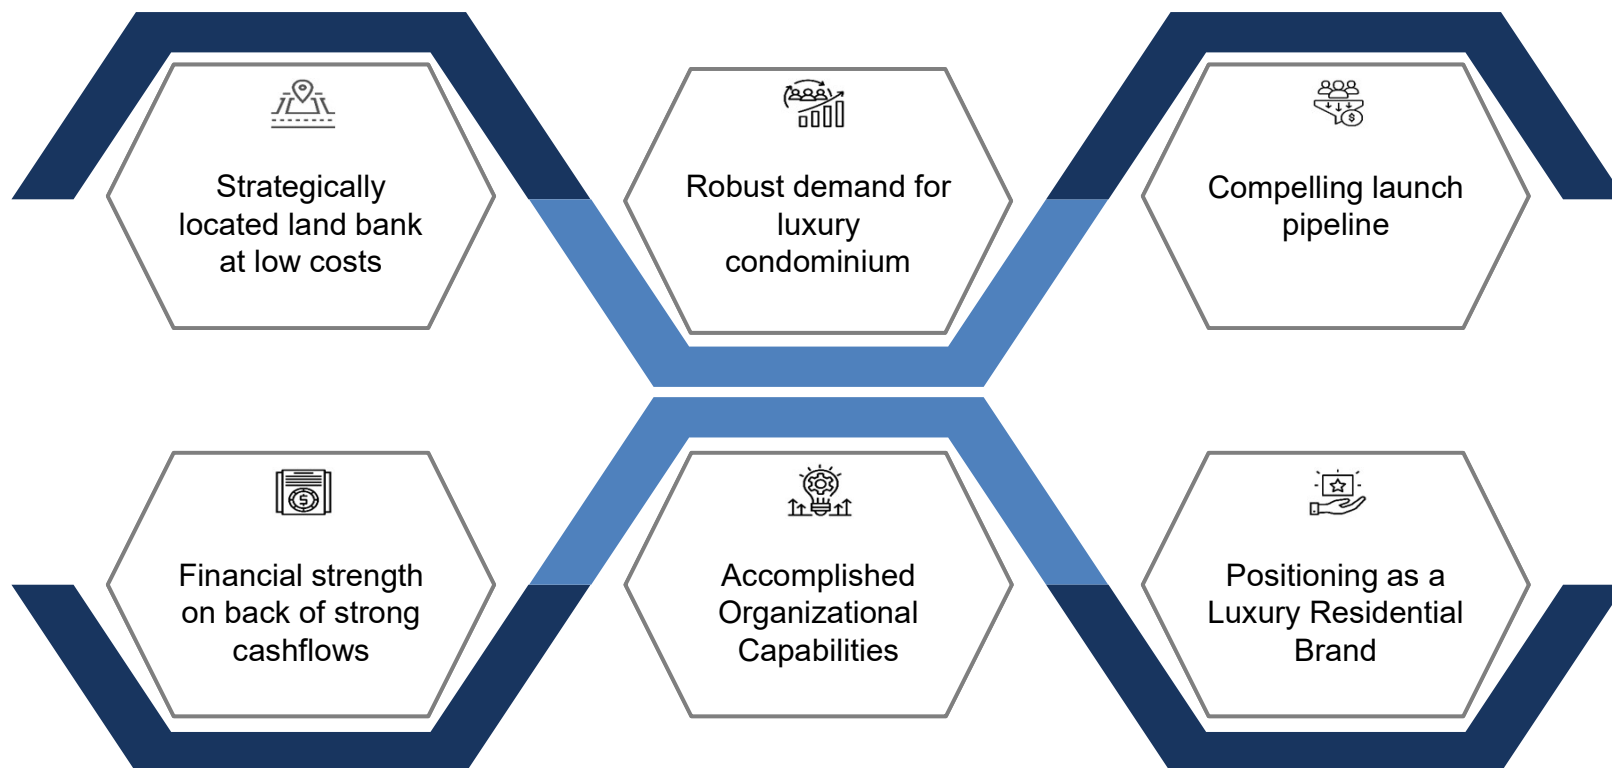 Strategically
located land bank
at low costs
Robust demand for
luxury
condominium
Compelling launch
pipeline
Financial strength
on back of strong
cashflows
Accomplished
Organizational
Capabilities
Positioning as a
Luxury Residential
Brand